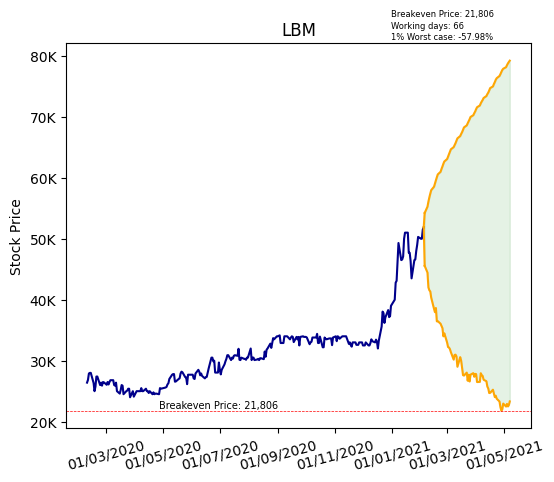 Breakeven Price: 21,806
Working days: 66
1% Worst case: -57.98%
LBM
80K
70K
60K
50K
40K
30K
20K
Stock Price
Breakeven Price: 21,806
01/03/2020
01/05/2020
01/07/2020
01/09/2020
01/11/2020
01/01/2021
01/03/2021
01/05/2021